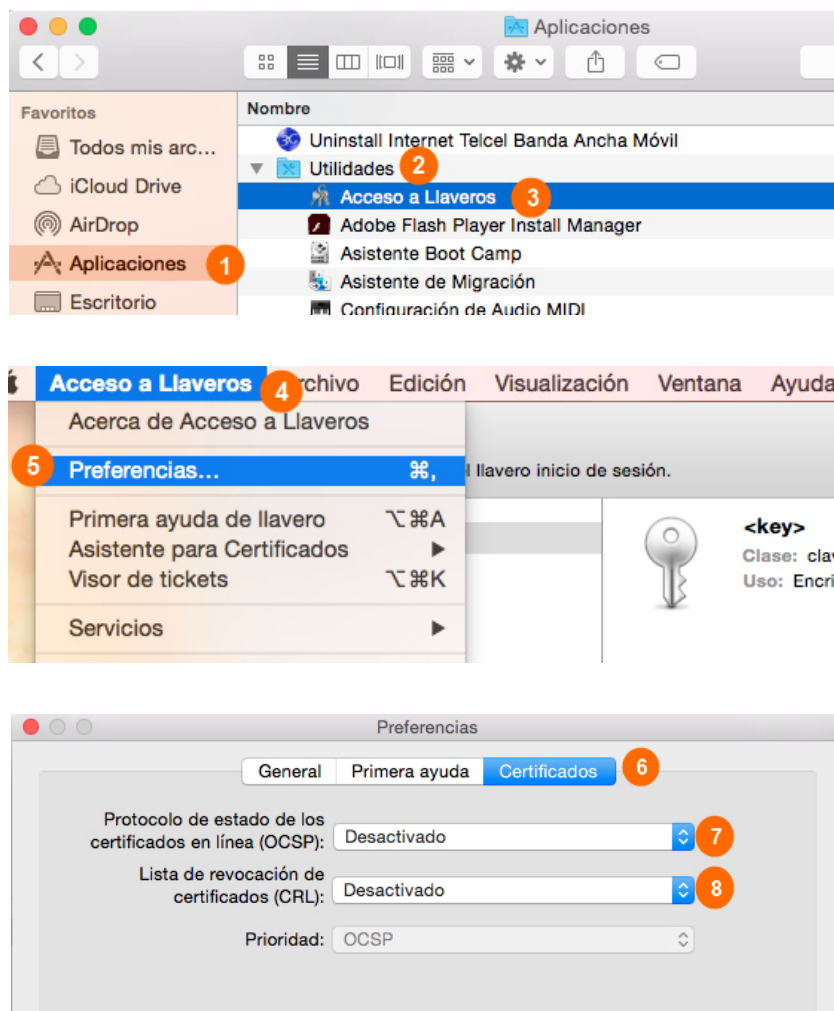 Aplicaciones
Favoritos
Nombre
Todos mis arc...
3G Uninstall Internet Telcel Banda Ancha Móvil
Utilidades 2
iCloud Drive
Acceso a Llaveros 3
AirDrop
Adobe Flash Player Install Manager
Aplicaciones 1
Asistente Boot Camp
Asistente de Migración
Escritorio
Configuración de Audio MIDI
Acceso a Llaveros 4 rchivo Edición Visualización Ventana Ayuda
Acerca de Acceso a Llaveros
5 Preferencias... ⌘,
l llavero inicio de sesión.
Primera ayuda de llavero ⌥⌘A
Asistente para Certificados ▶
Visor de tickets ⌥⌘K
Servicios ▶
<key>
Clase: clav
Uso: Encri
Preferencias
General Primera ayuda Certificados 6
Protocolo de estado de los
certificados en línea (OCSP): Desactivado 7
Lista de revocación de
certificados (CRL): Desactivado 8
Prioridad: OCSP